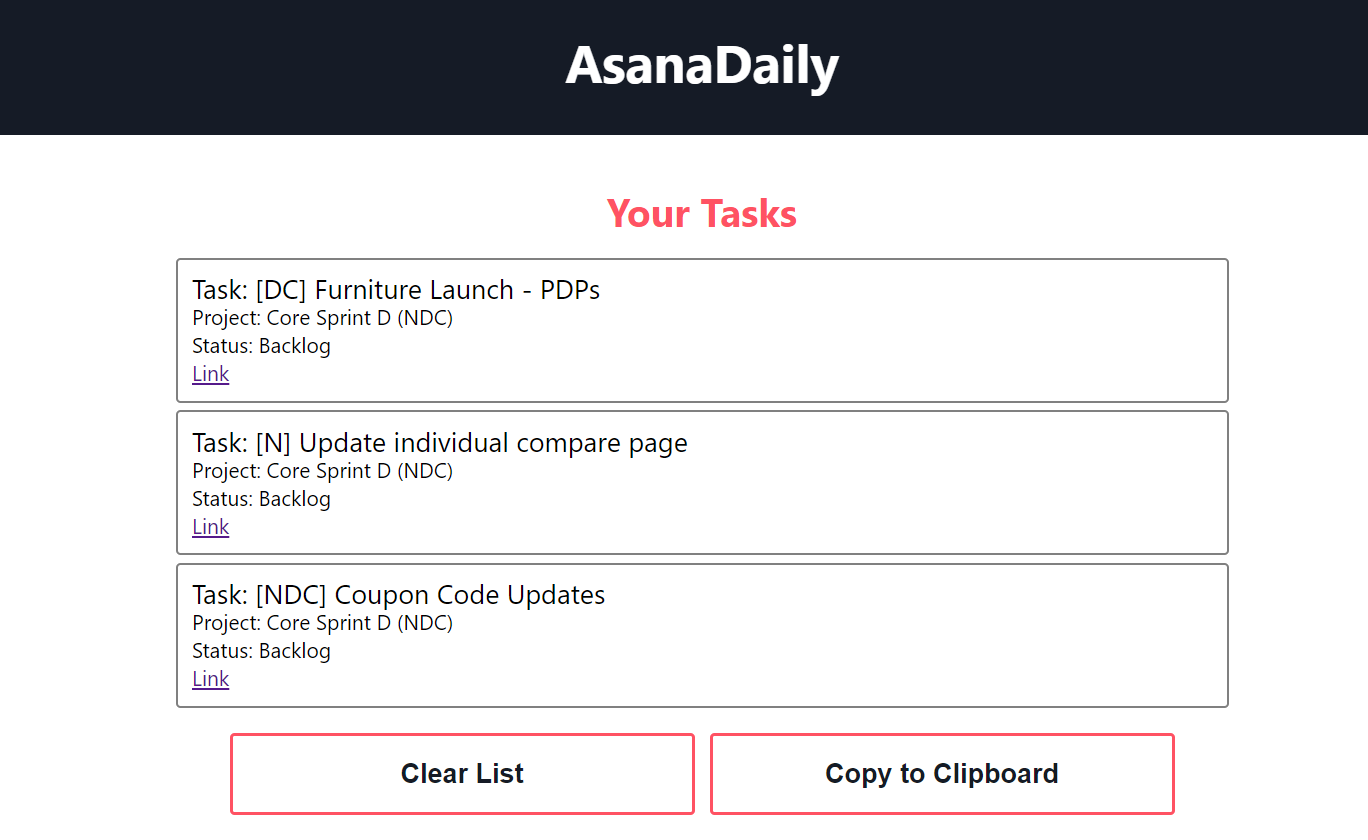 AsanaDaily
Your Tasks
Task: [DC] Furniture Launch - PDPs
Project: Core Sprint D (NDC)
Status: Backlog
Link
Task: [N] Update individual compare page
Project: Core Sprint D (NDC)
Status: Backlog
Link
Task: [NDC] Coupon Code Updates
Project: Core Sprint D (NDC)
Status: Backlog
Link
Clear List
Copy to Clipboard